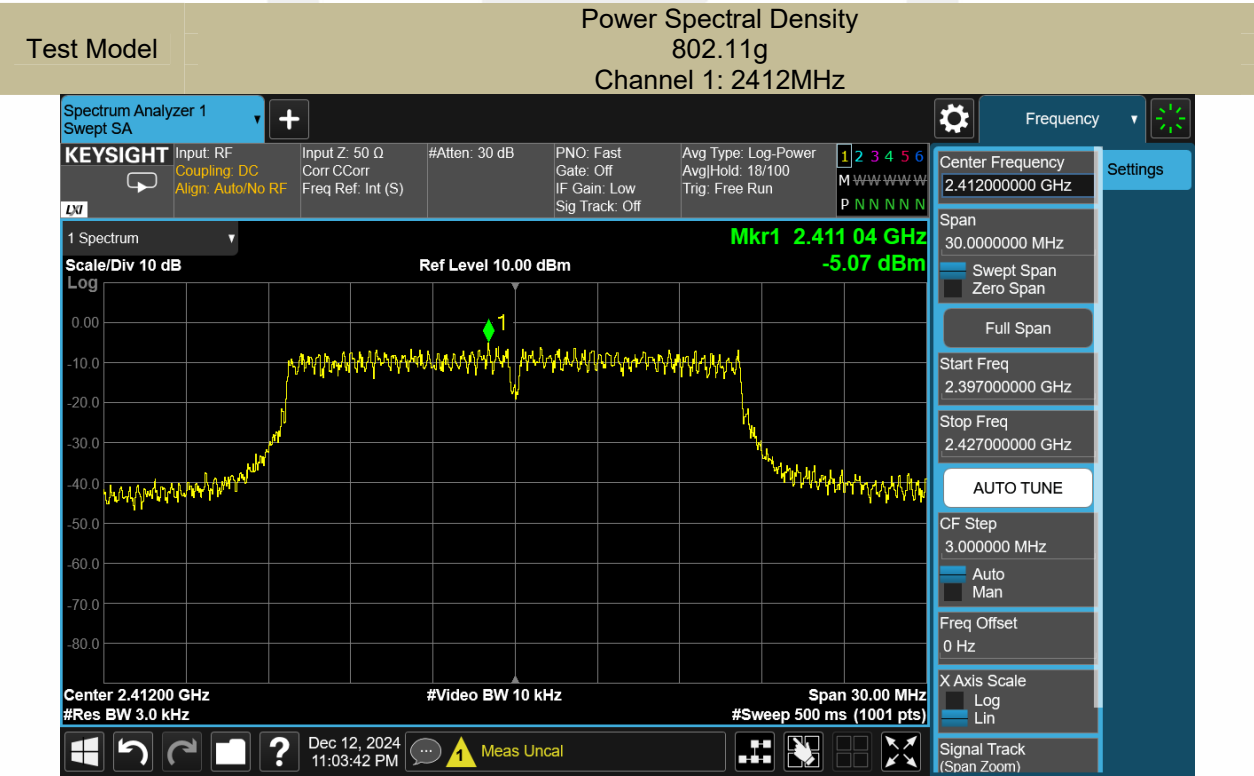 Test Model
Power Spectral Density
802.11g
Channel 1: 2412MHz
Spectrum Analyzer 1
Swept SA
Frequency
KEYSIGHT
LXI
Input: RF
Coupling: DC
Align: Auto/No RF
Input Z: 50 Ω
Corr CCorr
Freq Ref: Int (S)
#Atten: 30 dB
PNO: Fast
Gate: Off
IF Gain: Low
Sig Track: Off
Avg Type: Log-Power
Avg|Hold: 18/100
Trig: Free Run
1 2 3 4 5 6
M W W W W W
P N N N N N
1 Spectrum
Mkr1 2.411 04 GHz
-5.07 dBm
Scale/Div 10 dB
Ref Level 10.00 dBm
Log
1
0.00
-10.0
-20.0
-30.0
-40.0
-50.0
-60.0
-70.0
-80.0
Center 2.41200 GHz
#Video BW 10 kHz
Span 30.00 MHz
#Res BW 3.0 kHz
#Sweep 500 ms (1001 pts)
Dec 12, 2024
11:03:42 PM
1
Meas Uncal
Center Frequency
2.412000000 GHz
Settings
Span
30.0000000 MHz
Swept Span
Zero Span
Full Span
Start Freq
2.397000000 GHz
Stop Freq
2.427000000 GHz
AUTO TUNE
CF Step
3.000000 MHz
Auto
Man
Freq Offset
0 Hz
X Axis Scale
Log
Lin
Signal Track
(Span Zoom)